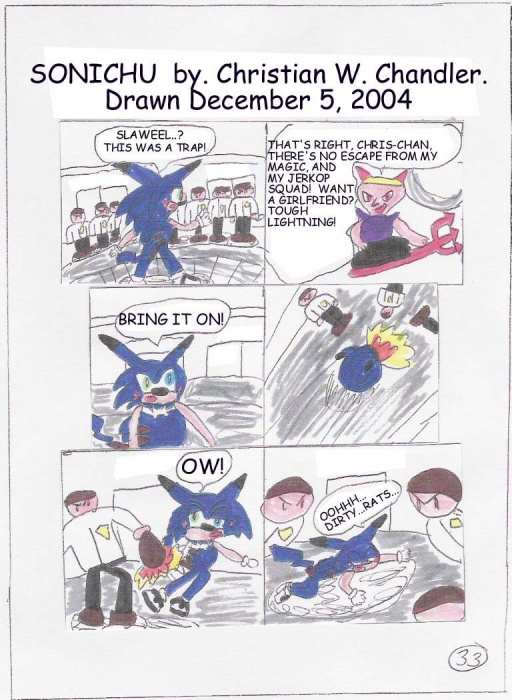 SONICHU by. Christian W. Chandler.
Drawn December 5, 2004
SLAWEEL..?
THIS WAS A TRAP!
THAT'S RIGHT, CHRIS-CHAN,
THERE'S NO ESCAPE FROM MY
MAGIC, AND
MY JERKOP
SQUAD! WANT
A GIRLFRIEND?
TOUGH
LIGHTNING!
BRING IT ON!
OW!
OOHHH...
DIRTY...RATS...
33